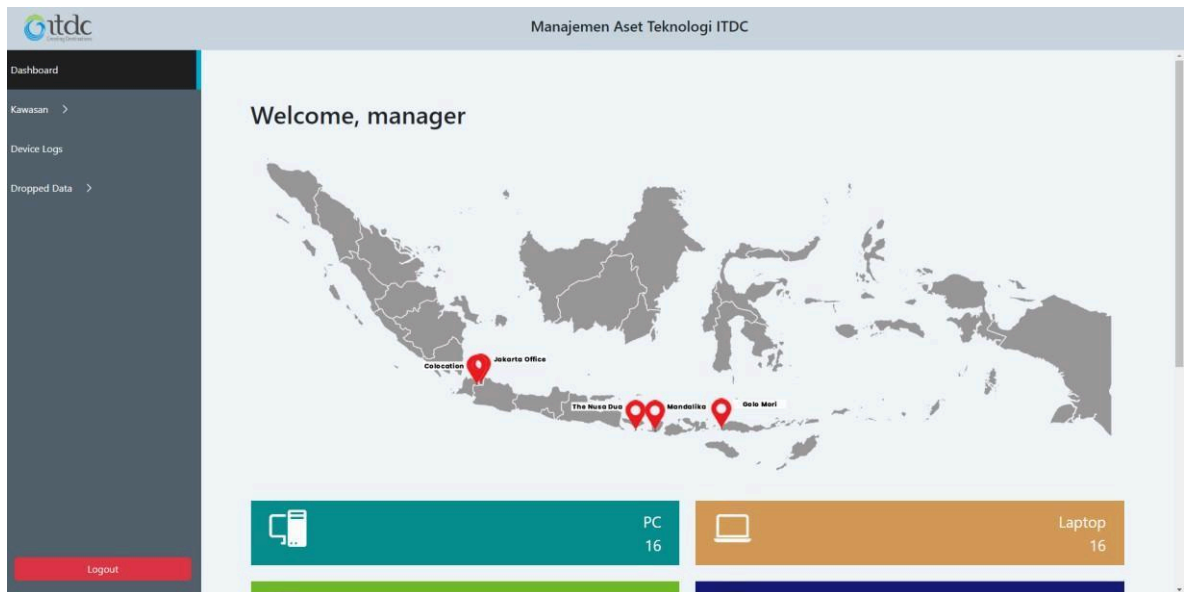 itdc
Manajemen Aset Teknologi ITDC
Dashboard
Kawasan
Device Logs
Dropped Data
Logout
Welcome, manager
Colocation
Jakarta Office
The Nusa Dua
Mandalika
Golo Mori
PC
16
Laptop
16